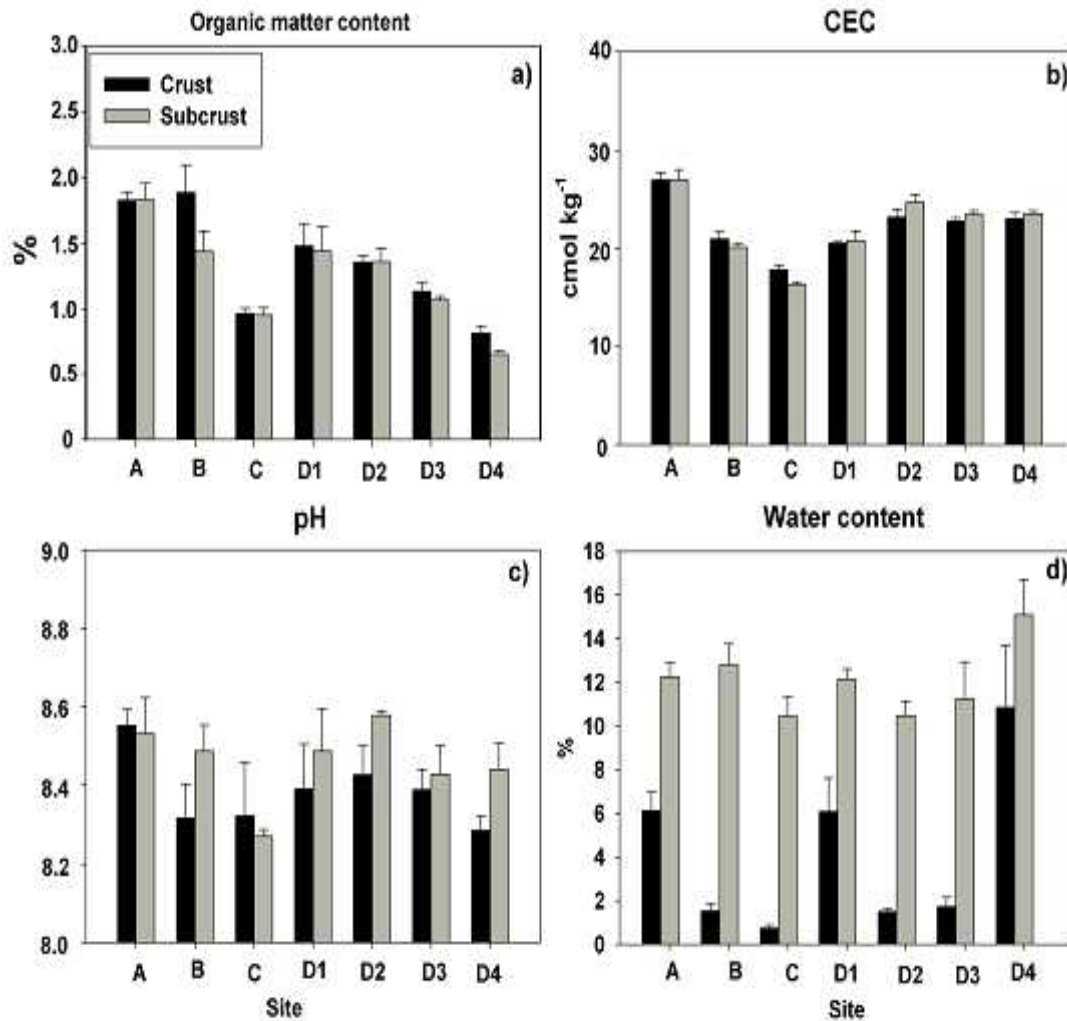 Organic matter content
a)
3.0
2.5
2.0
1.5
1.0
0.5
0
%
Crust
Subcrust
A B C D1 D2 D3 D4
CEC
b)
40
30
20
10
0
cmol kg⁻¹
A B C D1 D2 D3 D4
pH
c)
9.0
8.8
8.6
8.4
8.2
8.0
A B C D1 D2 D3 D4
Site
Water content
d)
18
16
14
12
10
8
6
4
2
0
%
A B C D1 D2 D3 D4
Site